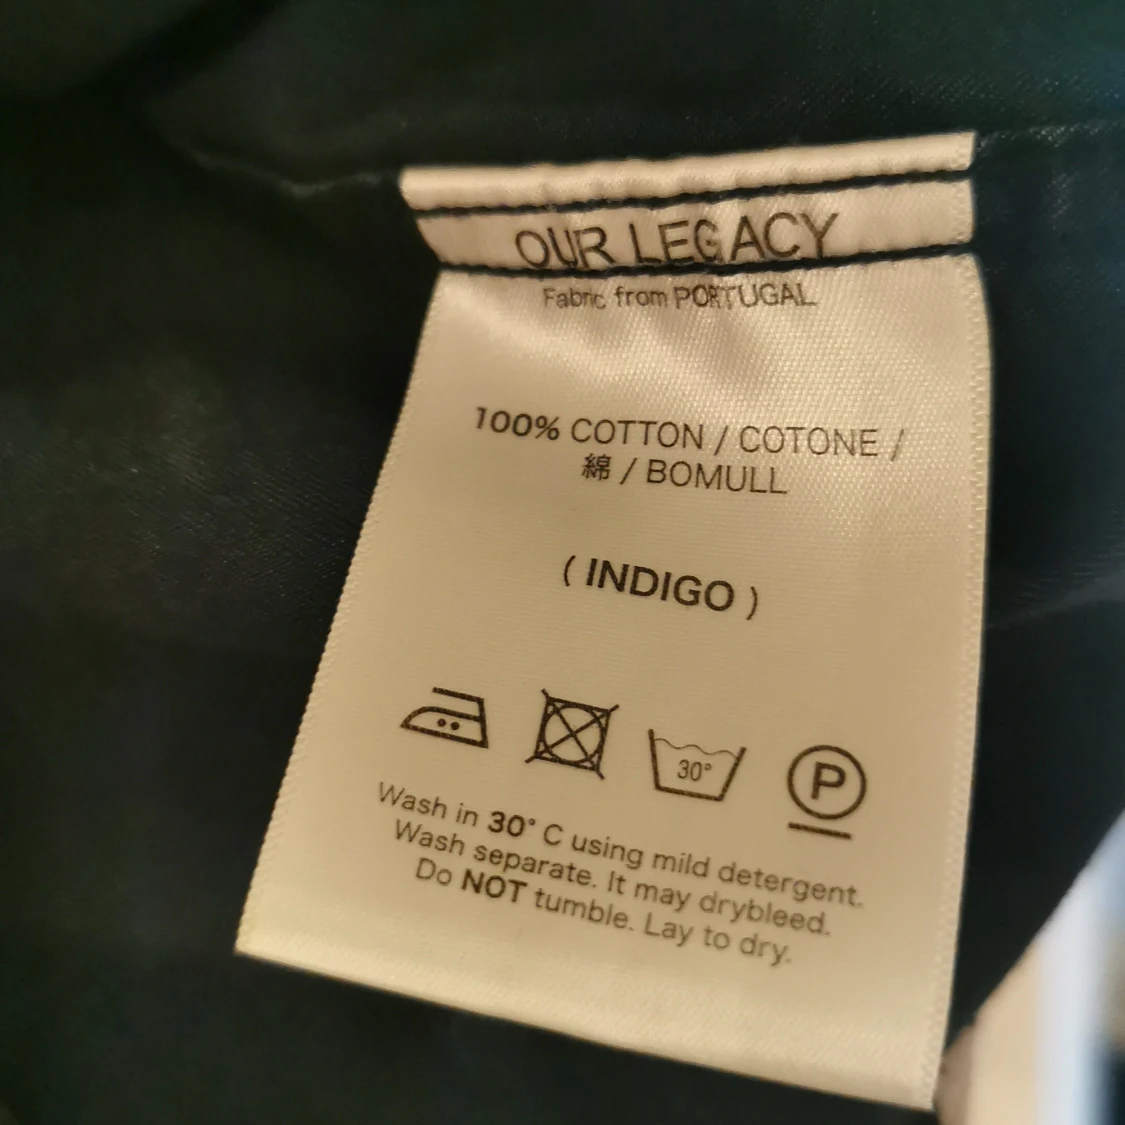 OUR LEGACY
Fabric from PORTUGAL
100% COTTON / COTONE /
綿 / BOMULL
( INDIGO )
30°
P
Wash in 30° C using mild detergent.
Wash separate. It may drybleed.
Do NOT tumble. Lay to dry.